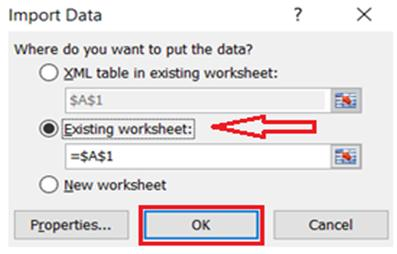 Import Data
?
Where do you want to put the data?
XML table in existing worksheet:
$A$1
Existing worksheet:
=$A$1
New worksheet
Properties... OK Cancel